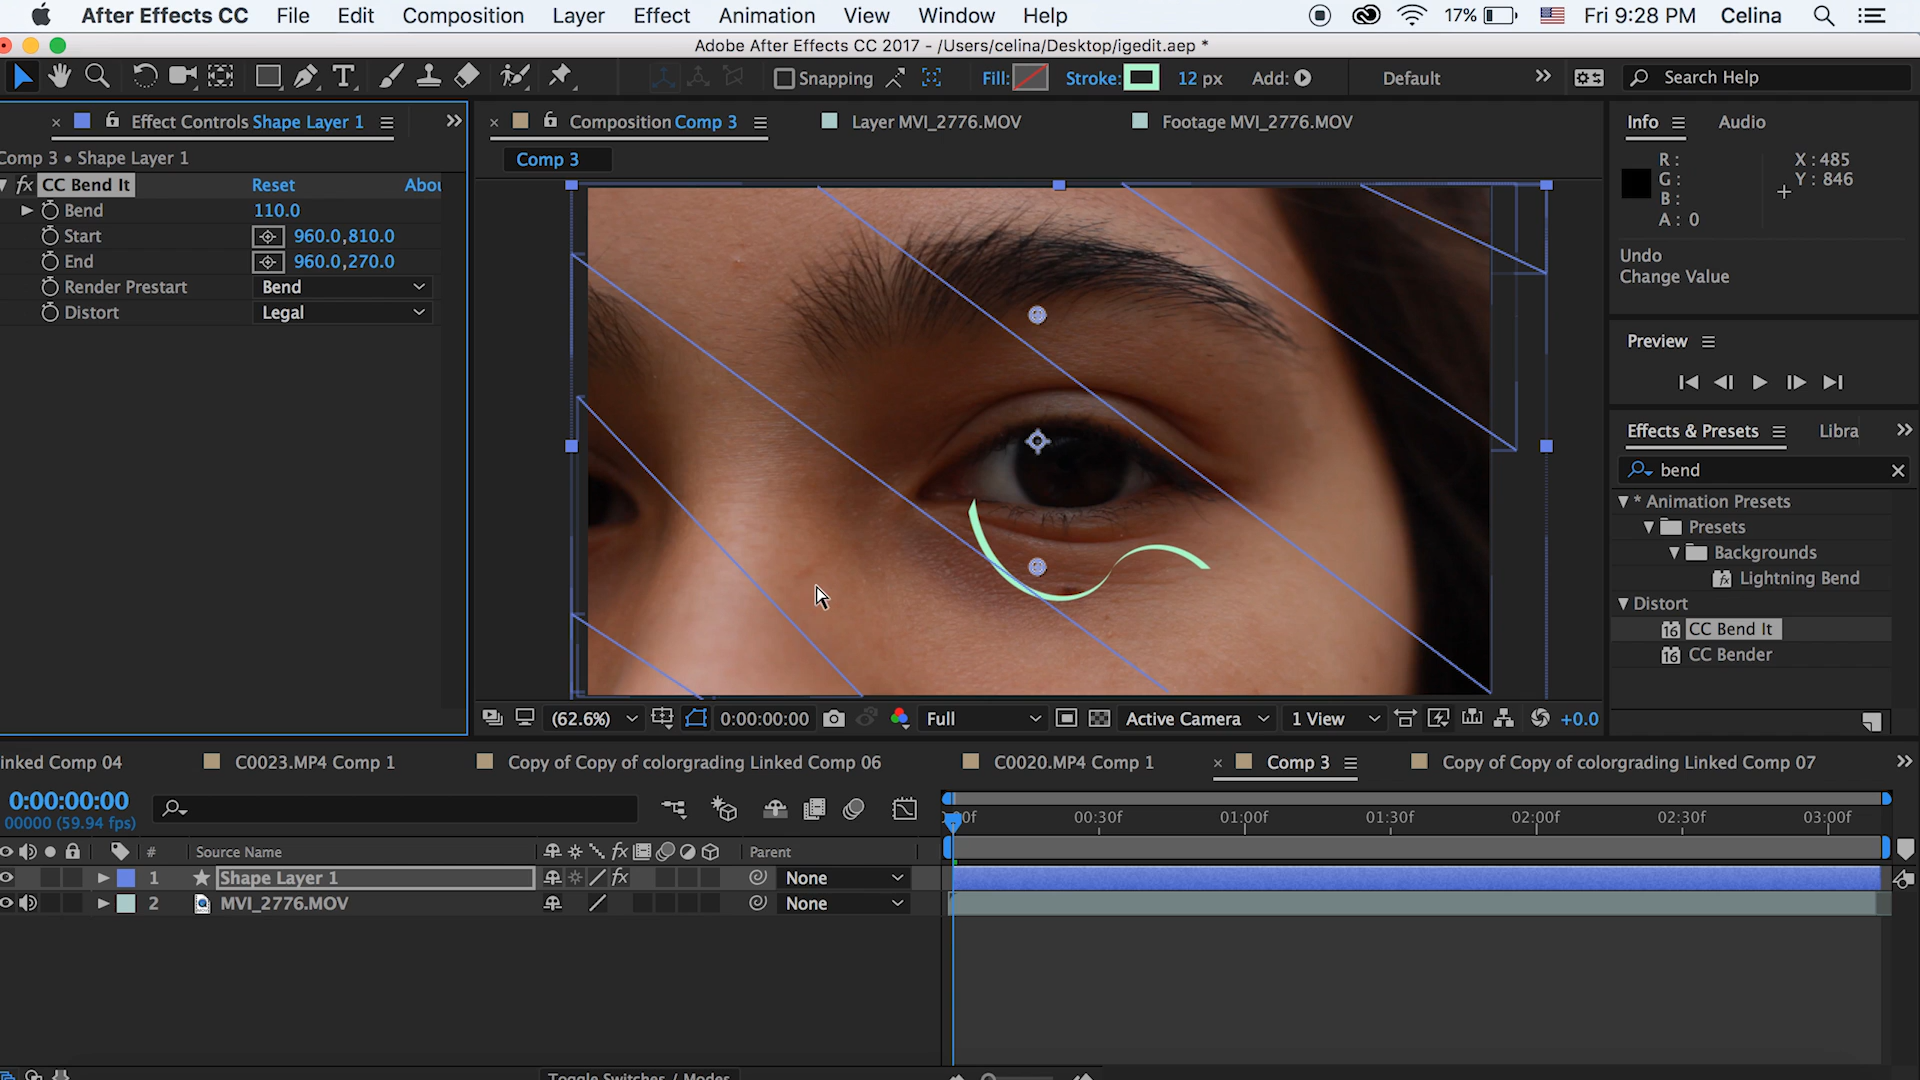 After Effects CC File Edit Composition Layer Effect Animation View Window Help 17% Fri 9:28 PM Celina
Adobe After Effects CC 2017 - /Users/celina/Desktop/igedit.aep *
Snapping Fill: Stroke: 12 px Add: Default Search Help
Effect Controls Shape Layer 1
Composition Comp 3
Layer MVI_2776.MOV
Footage MVI_2776.MOV
Info Audio
Comp 3 • Shape Layer 1
Comp 3
fx CC Bend It Reset
Bend 110.0
Start 960.0,810.0
End 960.0,270.0
Render Prestart Bend
Distort Legal
R: X : 485
G: Y : 846
B:
A: 0
Undo
Change Value
Preview
Effects & Presets Libra
bend
* Animation Presets
Presets
Backgrounds
Lightning Bend
Distort
16 CC Bend It
16 CC Bender
(62.6%) 0:00:00:00 Full Active Camera 1 View +0.0
inked Comp 04 C0023.MP4 Comp 1 Copy of Copy of colorgrading Linked Comp 06 C0020.MP4 Comp 1 Comp 3 Copy of Copy of colorgrading Linked Comp 07
0:00:00:00
00000 (59.94 fps)
00f 00:30f 01:00f 01:30f 02:00f 02:30f 03:00f
# Source Name fx Parent
1 Shape Layer 1 fx None
2 MVI_2776.MOV None
Toggle Switches / Modes